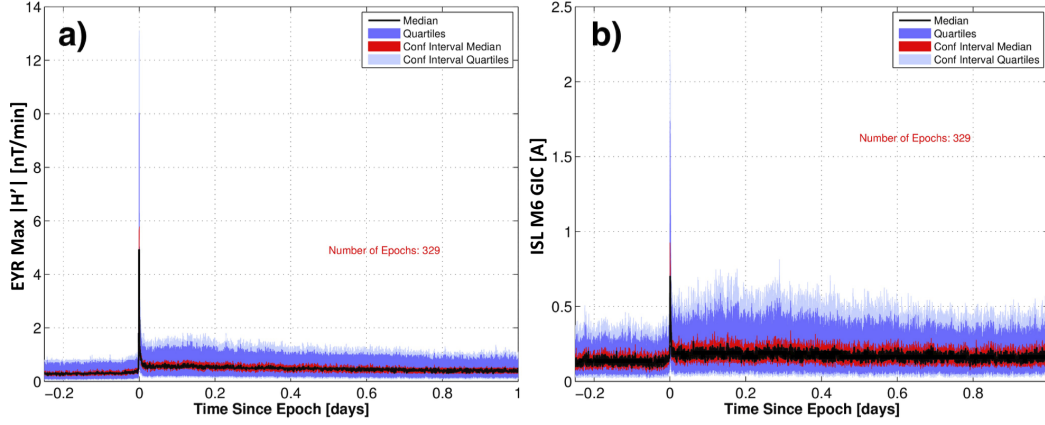 a)
Median
Quartiles
Conf Interval Median
Conf Interval Quartiles
Number of Epochs: 329
EYR Max |H'| [nT/min]
14
12
0
8
6
4
2
0
−0.2
0
0.2
0.4
0.6
0.8
1
Time Since Epoch [days]
b)
Median
Quartiles
Conf Interval Median
Conf Interval Quartiles
Number of Epochs: 329
ISL M6 GIC [A]
2.5
2
1.5
1
0.5
0
−0.2
0
0.2
0.4
0.6
0.8
Time Since Epoch [days]